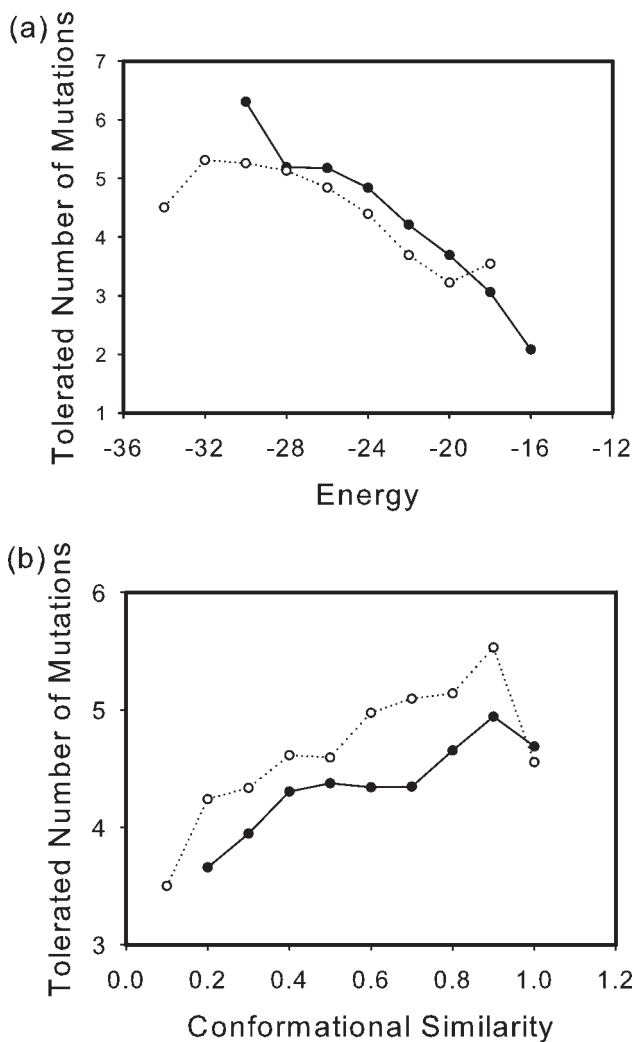 (a)
Tolerated Number of Mutations
7
6
5
4
3
2
1
-36 -32 -28 -24 -20 -16 -12
Energy
(b)
Tolerated Number of Mutations
6
5
4
3
0.0 0.2 0.4 0.6 0.8 1.0 1.2
Conformational Similarity